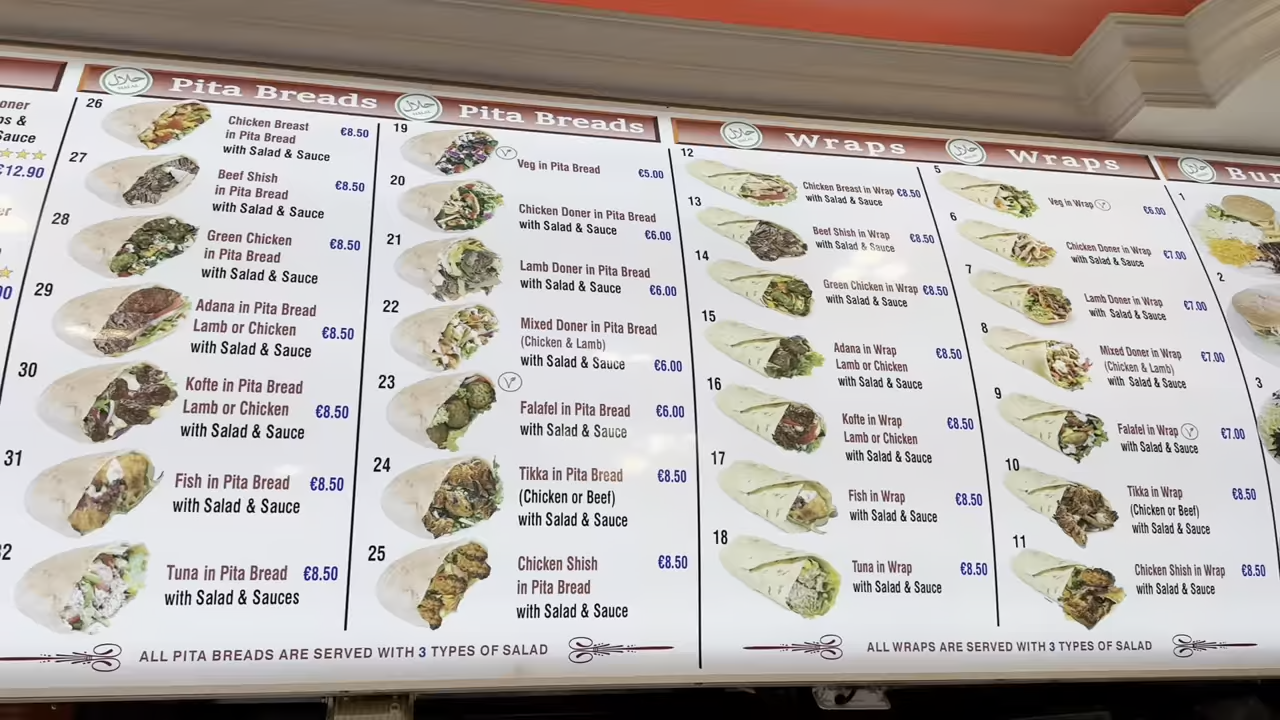 oner
ps &
Sauce
€12.90
er
00
حلال
Pita Breads
26
Chicken Breast
in Pita Bread
with Salad & Sauce
€8.50
27
Beef Shish
in Pita Bread
with Salad & Sauce
€8.50
28
Green Chicken
in Pita Bread
with Salad & Sauce
€8.50
29
Adana in Pita Bread
Lamb or Chicken
with Salad & Sauce
€8.50
30
Kofte in Pita Bread
Lamb or Chicken
with Salad & Sauce
€8.50
31
Fish in Pita Bread
with Salad & Sauce
€8.50
32
Tuna in Pita Bread
with Salad & Sauces
€8.50
حلال
Pita Breads
19
Veg in Pita Bread
€5.00
20
Chicken Doner in Pita Bread
with Salad & Sauce
€6.00
21
Lamb Doner in Pita Bread
with Salad & Sauce
€6.00
22
Mixed Doner in Pita Bread
(Chicken & Lamb)
with Salad & Sauce
€6.00
23
Falafel in Pita Bread
with Salad & Sauce
€6.00
24
Tikka in Pita Bread
(Chicken or Beef)
with Salad & Sauce
€8.50
25
Chicken Shish
in Pita Bread
with Salad & Sauce
€8.50
ALL PITA BREADS ARE SERVED WITH 3 TYPES OF SALAD
حلال
Wraps
12
Chicken Breast in Wrap
with Salad & Sauce
€8.50
13
Beef Shish in Wrap
with Salad & Sauce
€8.50
14
Green Chicken in Wrap
with Salad & Sauce
€8.50
15
Adana in Wrap
Lamb or Chicken
with Salad & Sauce
€8.50
16
Kofte in Wrap
Lamb or Chicken
with Salad & Sauce
€8.50
17
Fish in Wrap
with Salad & Sauce
€8.50
18
Tuna in Wrap
with Salad & Sauce
€8.50
حلال
Wraps
5
Veg in Wrap
€6.00
6
Chicken Doner in Wrap
with Salad & Sauce
€7.00
7
Lamb Doner in Wrap
with Salad & Sauce
€7.00
8
Mixed Doner in Wrap
(Chicken & Lamb)
with Salad & Sauce
€7.00
9
Falafel in Wrap
with Salad & Sauce
€7.00
10
Tikka in Wrap
(Chicken or Beef)
with Salad & Sauce
€8.50
11
Chicken Shish in Wrap
with Salad & Sauce
€8.50
ALL WRAPS ARE SERVED WITH 3 TYPES OF SALAD
حلال
Bur
1
2
3